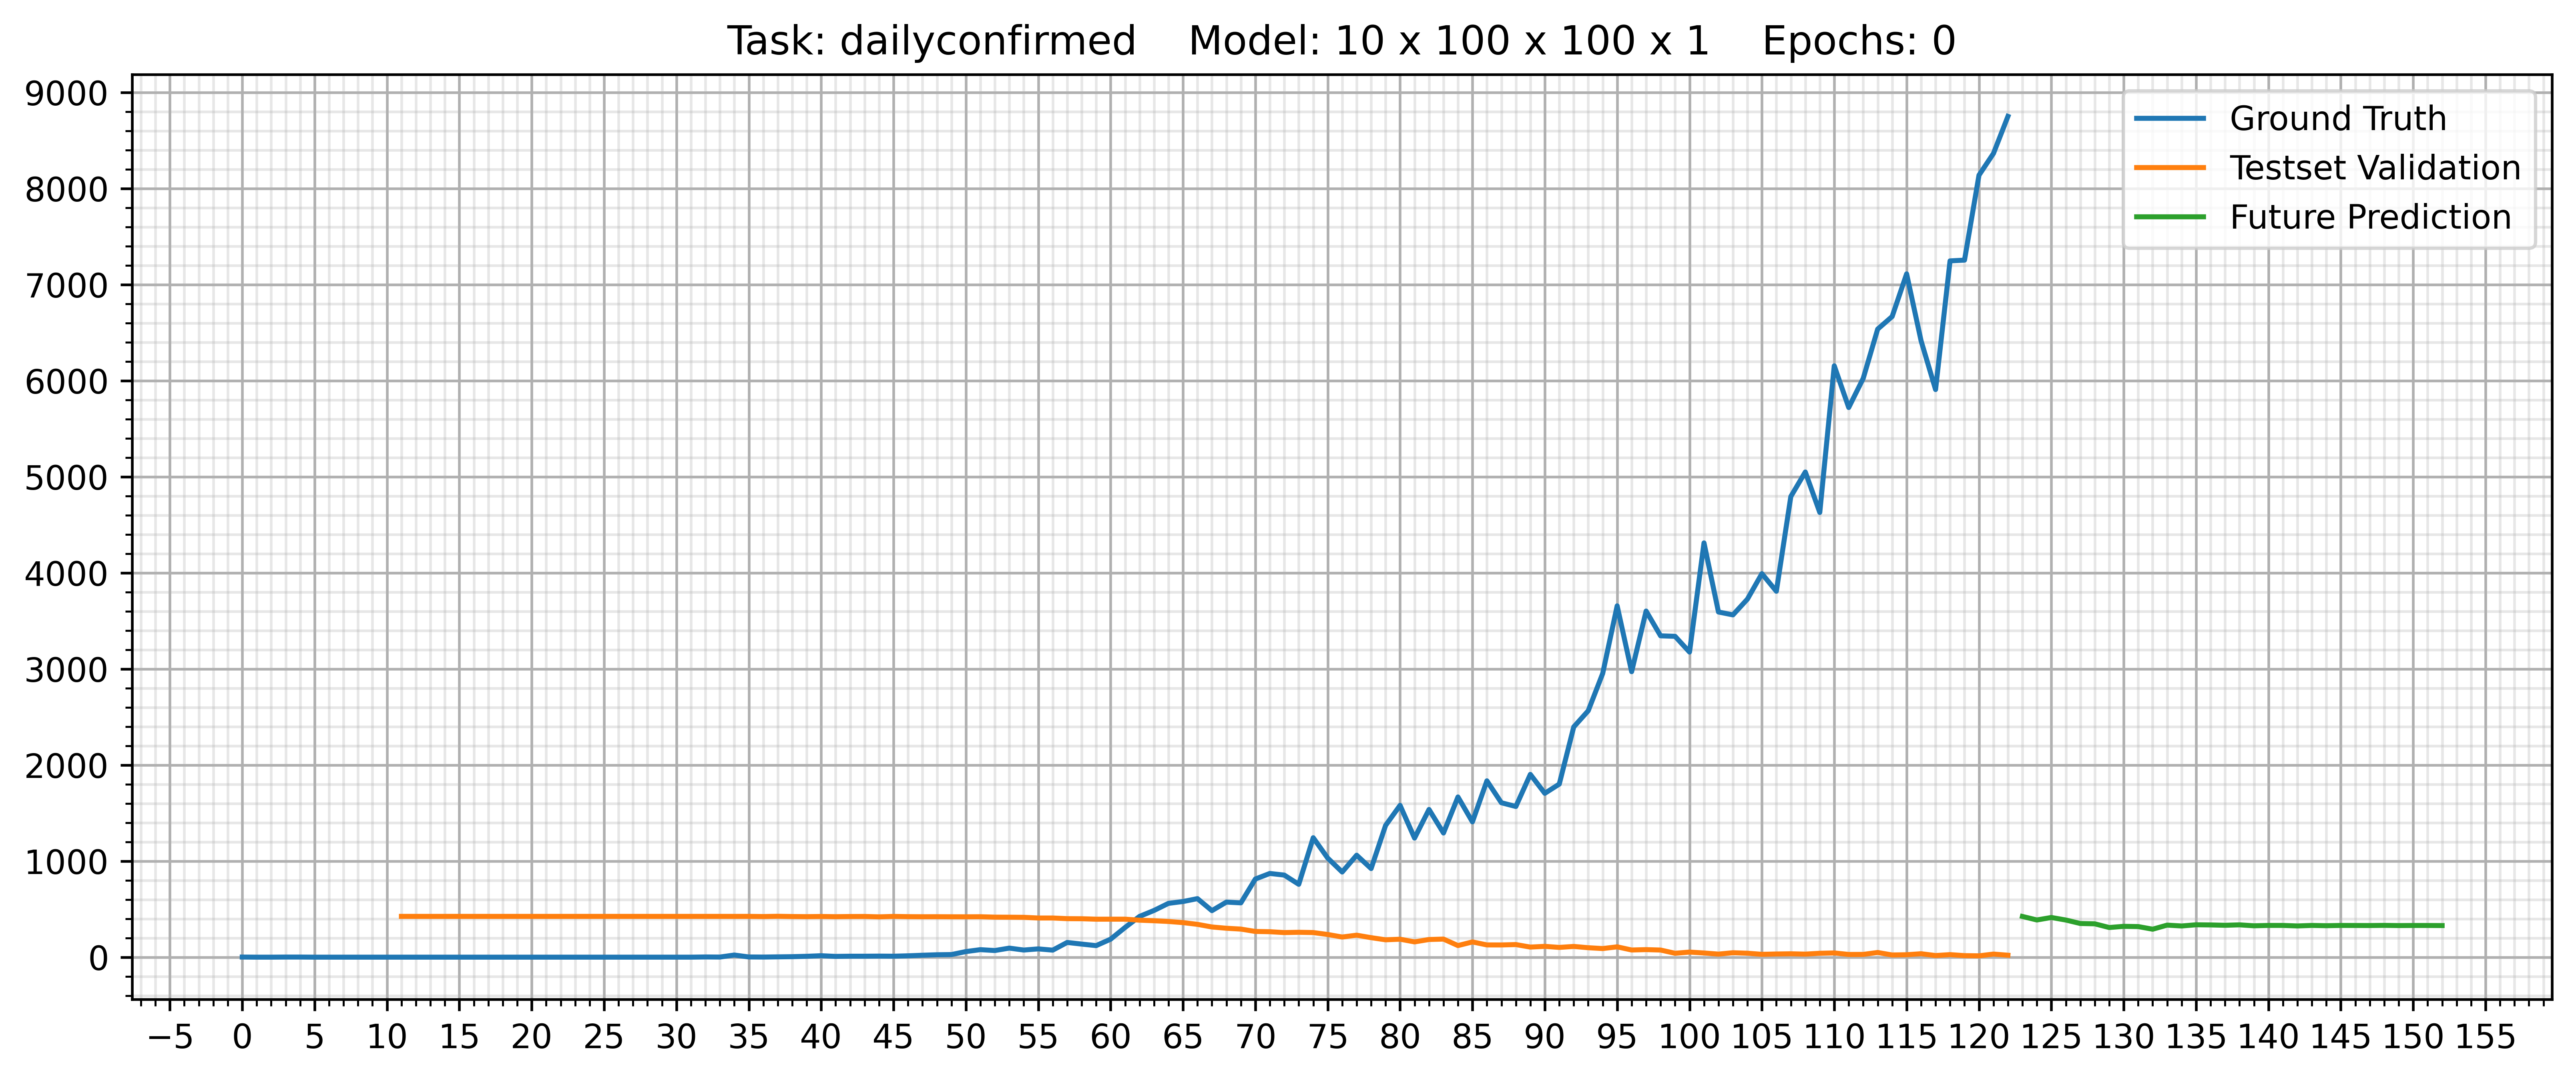 Task: dailyconfirmed    Model: 10 x 100 x 100 x 1    Epochs: 0
9000
8000
7000
6000
5000
4000
3000
2000
1000
0
Ground Truth
Testset Validation
Future Prediction
−5 0 5 10 15 20 25 30 35 40 45 50 55 60 65 70 75 80 85 90 95 100 105 110 115 120 125 130 135 140 145 150 155